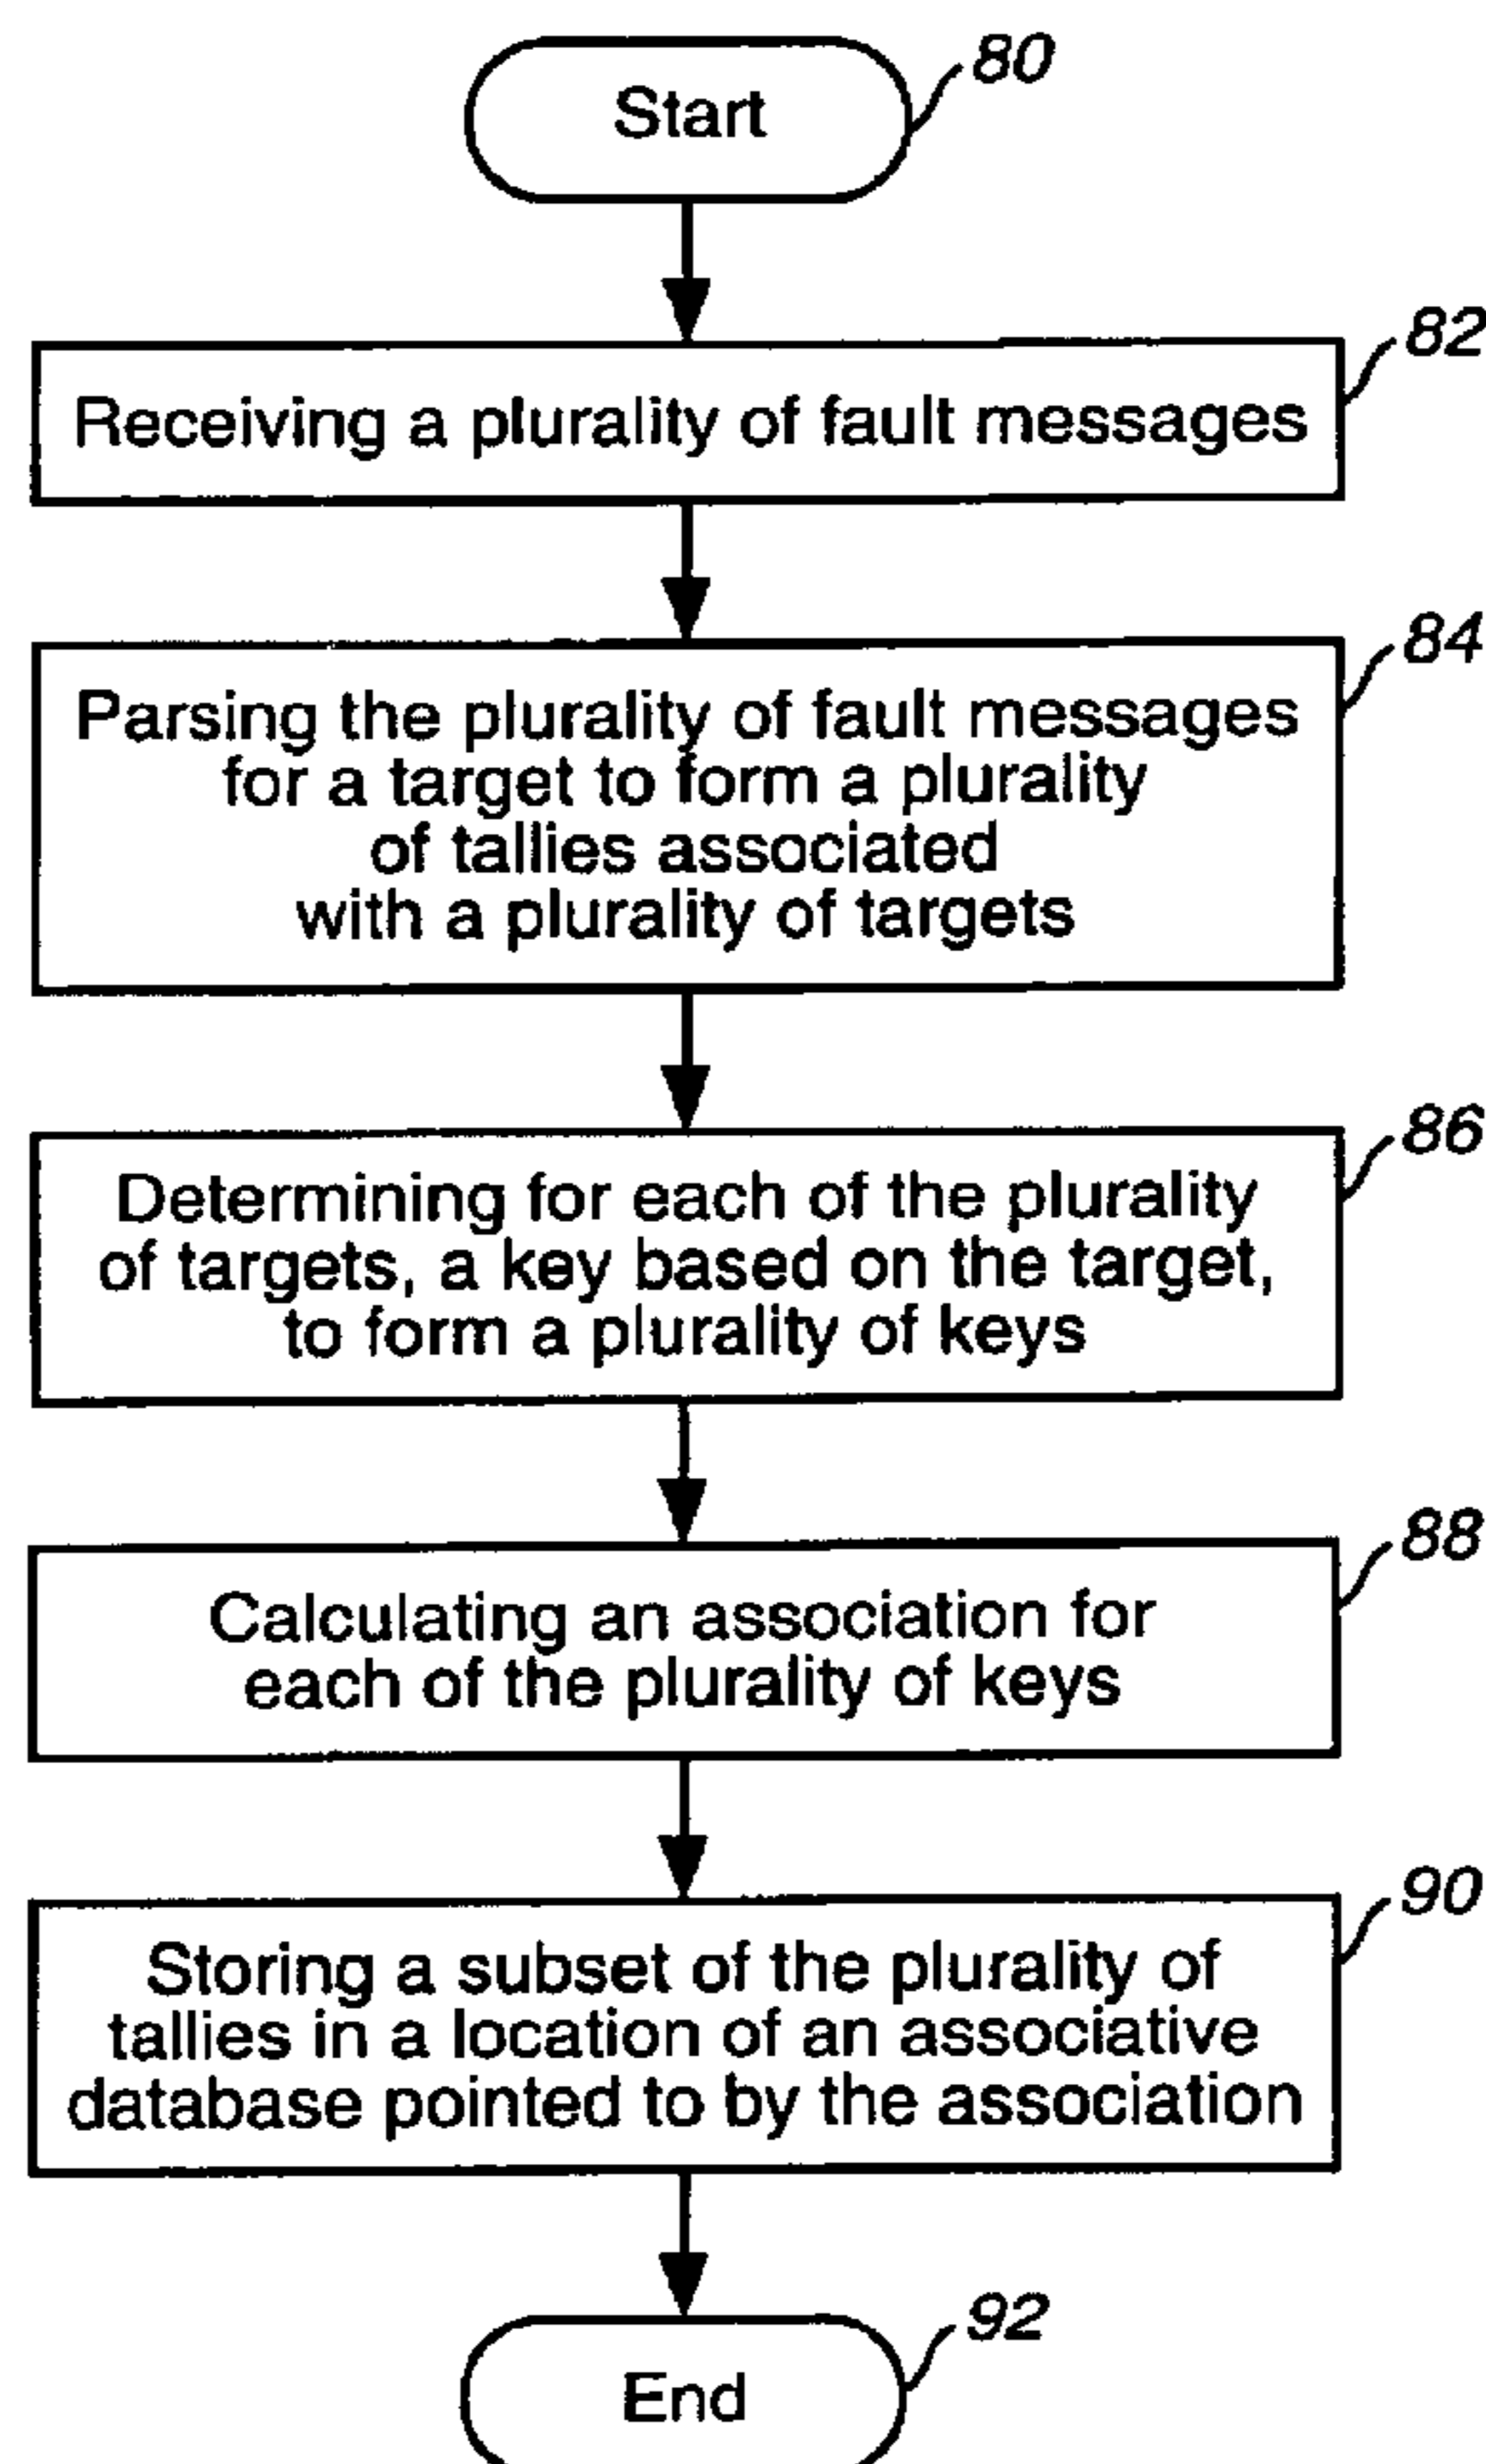 Start
80
82
Receiving a plurality of fault messages
84
Parsing the plurality of fault messages
for a target to form a plurality
of tallies associated
with a plurality of targets
86
Determining for each of the plurality
of targets, a key based on the target,
to form a plurality of keys
88
Calculating an association for
each of the plurality of keys
90
Storing a subset of the plurality of
tallies in a location of an associative
database pointed to by the association
92
End